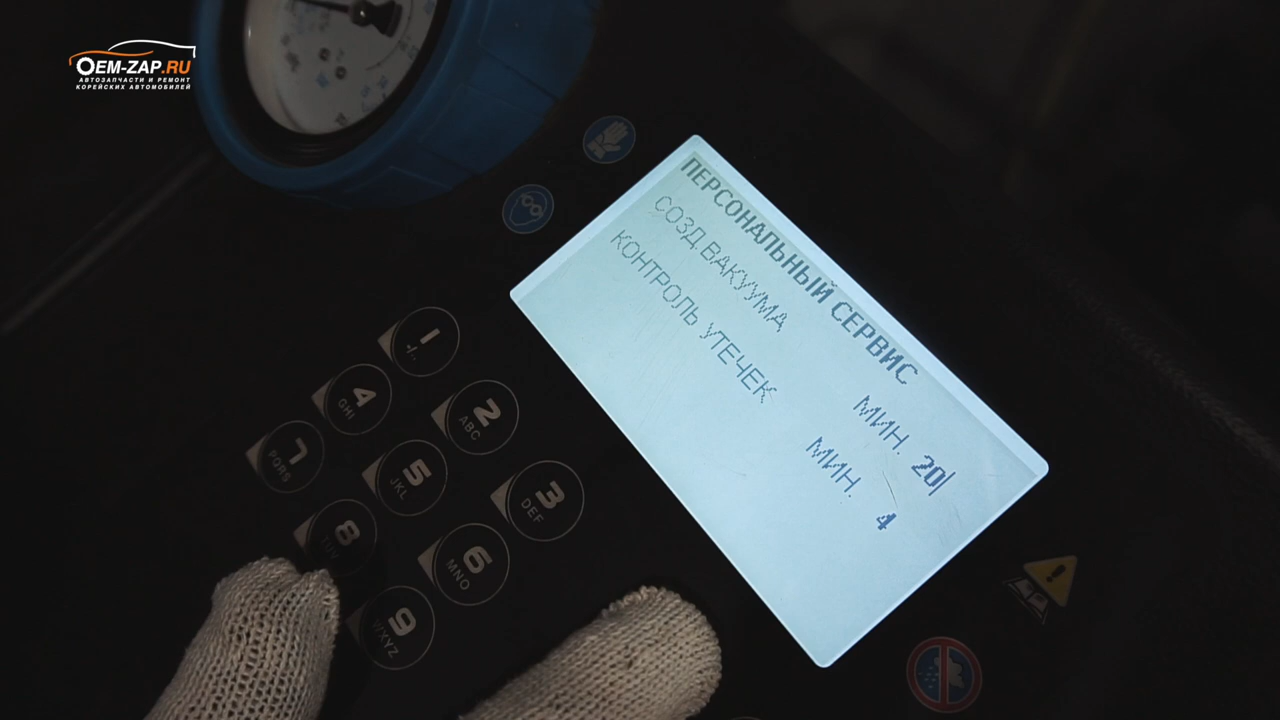 OEM-ZAP.RU
АВТОЗАПЧАСТИ И РЕМОНТ
КОРЕЙСКИХ АВТОМОБИЛЕЙ
ПЕРСОНАЛЬНЫЙ СЕРВИС
СОЗД.ВАКУУМА МИН. 20
КОНТРОЛЬ УТЕЧЕК МИН. 4
1
2 ABC
3 DEF
4 GHI
5 JKL
6 MNO
7 PQRS
8 TUV
9 WXYZ